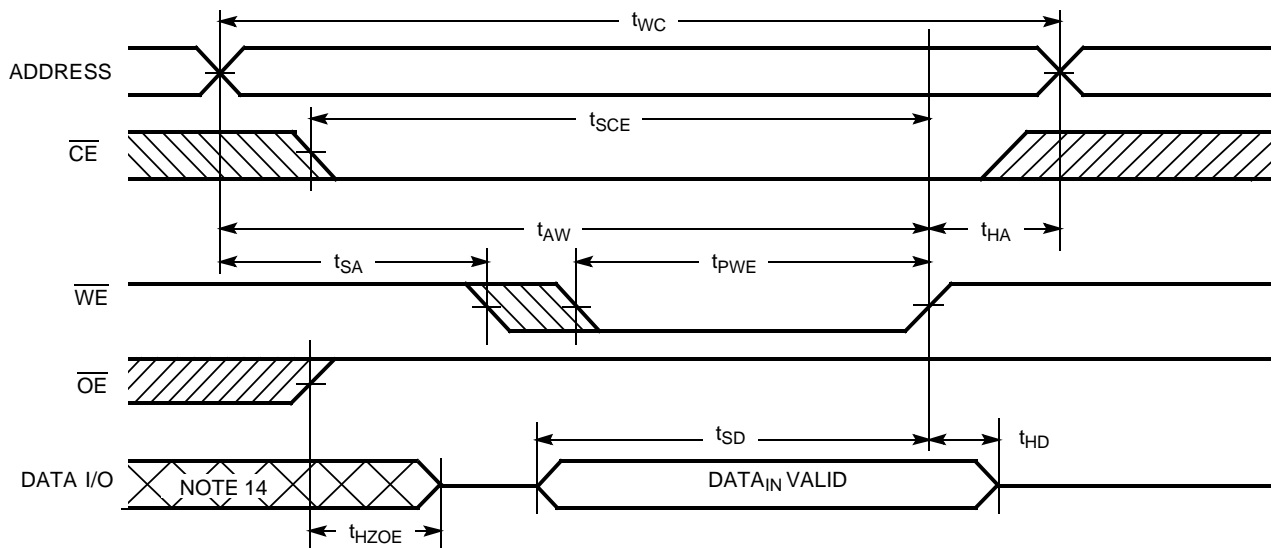 tWC
ADDRESS
tSCE
CE
tAW
tHA
tSA
tPWE
WE
OE
tSD
tHD
DATA I/O
NOTE 14
DATAIN VALID
tHZOE